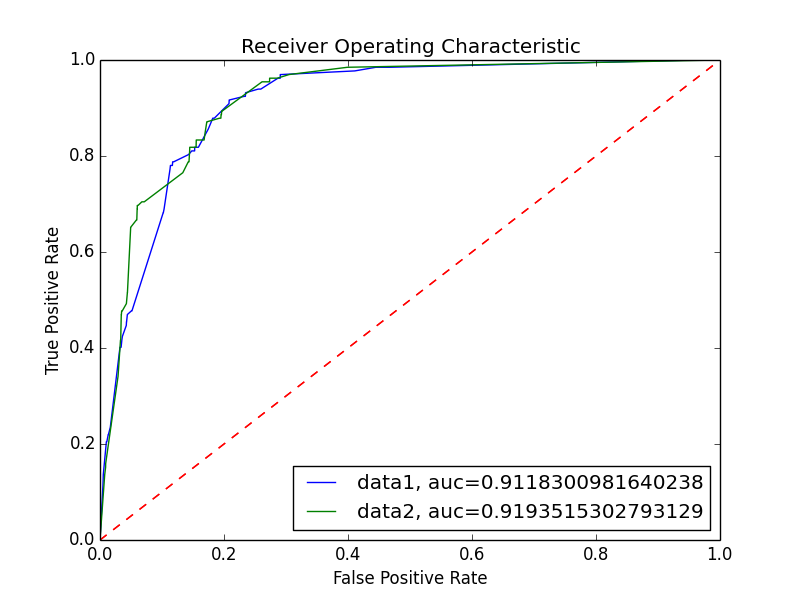 Receiver Operating Characteristic
1.0
0.8
0.6
0.4
0.2
0.0
True Positive Rate
data1, auc=0.9118300981640238
data2, auc=0.9193515302793129
0.0 0.2 0.4 0.6 0.8 1.0
False Positive Rate